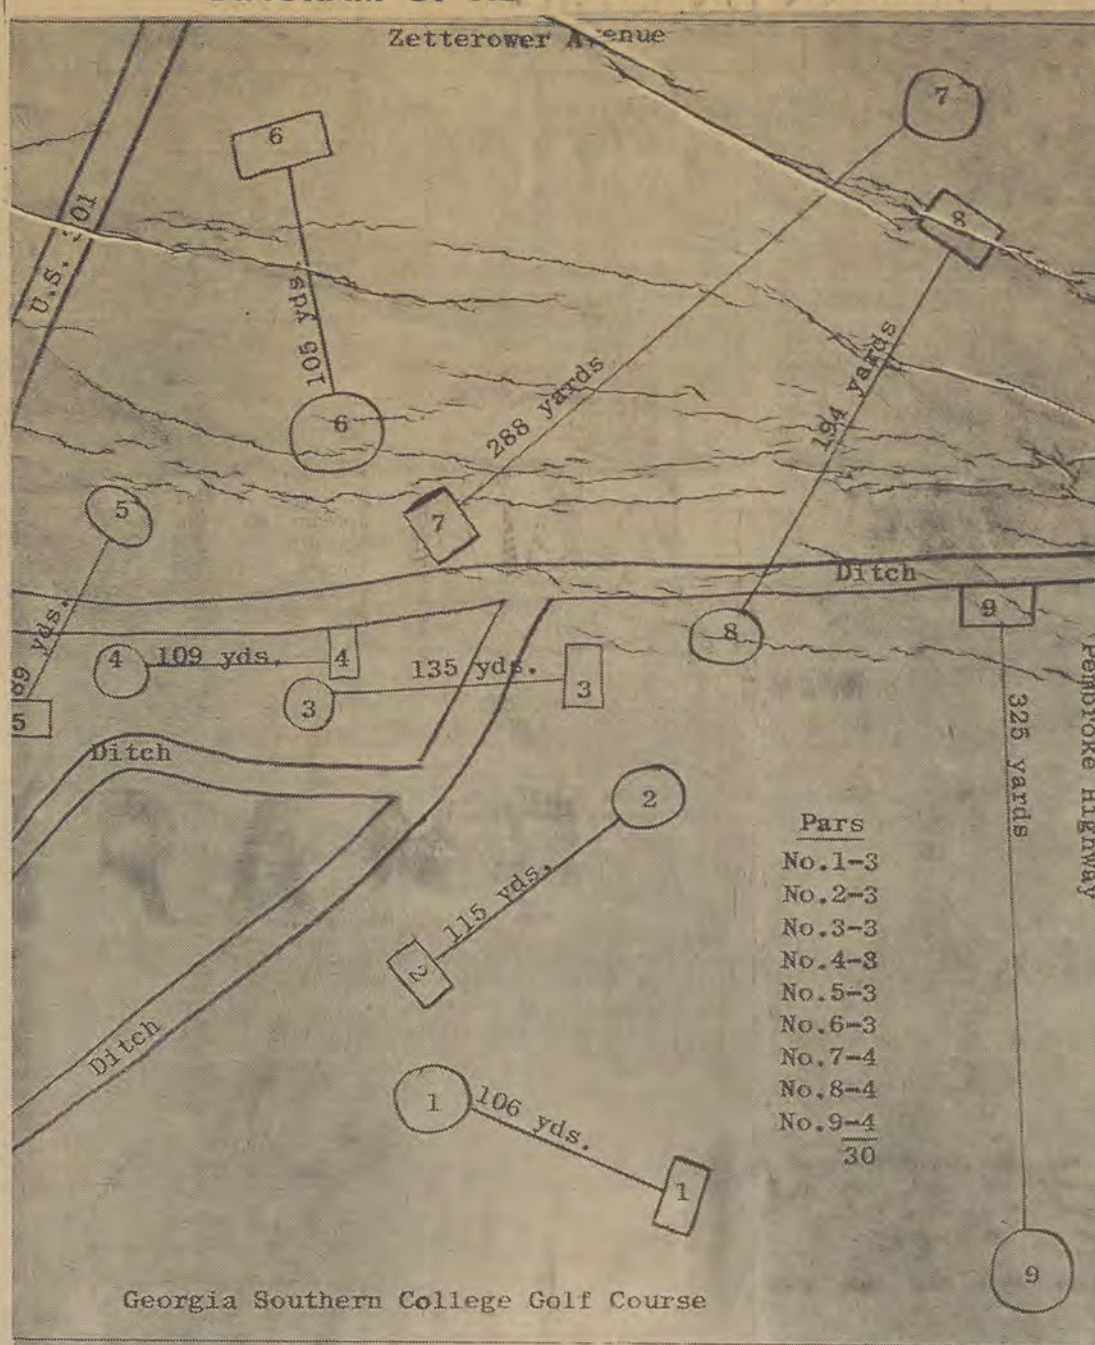 Zetterower Avenue
7
6
8
U.S. 301
105 yds
288 yards
194 yards
6
5
7
Ditch
9
8
89 yds.
4
109 yds.
4
135 yds.
3
3
5
Ditch
325 yards
Pembroke Highway
2
115 yds.
2
Pars
No.1-3
No.2-3
No.3-3
No.4-3
No.5-3
No.6-3
No.7-4
No.8-4
No.9-4
30
Ditch
1
106 yds.
1
9
Georgia Southern College Golf Course